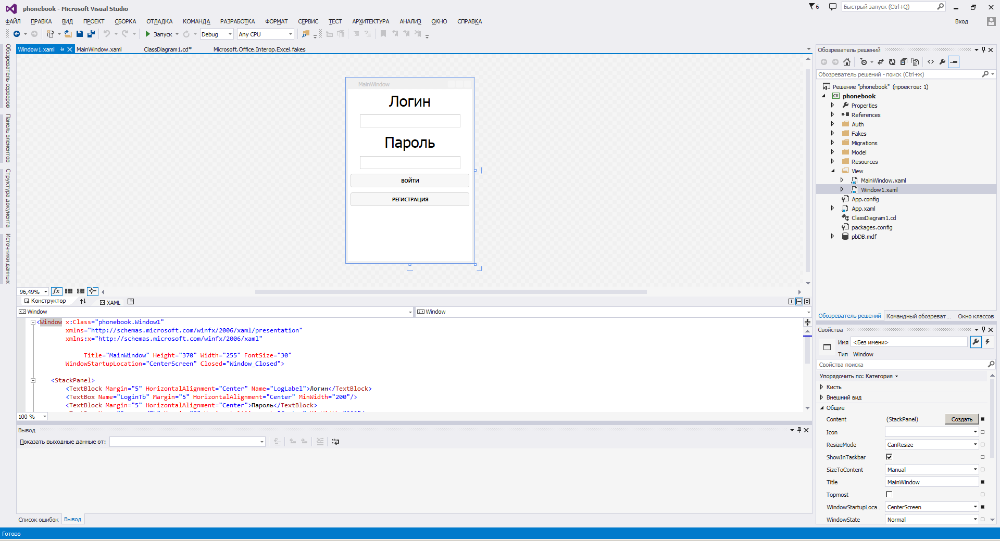 phonebook - Microsoft Visual Studio
6
Быстрый запуск (Ctrl+Q)
ФАЙЛ ПРАВКА ВИД ПРОЕКТ СБОРКА ОТЛАДКА КОМАНДА РАЗРАБОТКА ФОРМАТ СЕРВИС ТЕСТ АРХИТЕКТУРА АНАЛИЗ ОКНО СПРАВКА
Вход
Запуск Debug Any CPU
Обозреватель серверов
Панель элементов
Структура документа
Источники данных
Window1.xaml MainWindow.xaml ClassDiagram1.cd* Microsoft.Office.Interop.Excel.fakes
MainWindow
Логин
Пароль
ВОЙТИ
РЕГИСТРАЦИЯ
96,49% fx
Конструктор XAML
Window Window
<Window x:Class="phonebook.Window1"
xmlns="http://schemas.microsoft.com/winfx/2006/xaml/presentation"
xmlns:x="http://schemas.microsoft.com/winfx/2006/xaml"
Title="MainWindow" Height="370" Width="255" FontSize="30"
WindowStartupLocation="CenterScreen" Closed="Window_Closed">
<StackPanel>
<TextBlock Margin="5" HorizontalAlignment="Center" Name="LogLabel">Логин</TextBlock>
<TextBox Name="LoginTb" Margin="5" HorizontalAlignment="Center" MinWidth="200"/>
<TextBlock Margin="5" HorizontalAlignment="Center">Пароль</TextBlock>
100 %
Вывод
Показать выходные данные от:
Список ошибок Вывод
Готово
Обозреватель решений
Обозреватель решений - поиск (Ctrl+ж)
Решение "phonebook" (проектов: 1)
C# phonebook
Properties
References
Auth
Fakes
Migrations
Model
Resources
View
MainWindow.xaml
Window1.xaml
App.config
App.xaml
ClassDiagram1.cd
packages.config
pbDB.mdf
Обозреватель решений Командный обозреват... Окно классов
Свойства
Имя <Без имени>
Тип Window
Свойства поиска
Упорядочить по: Категория
Кисть
Внешний вид
Общие
Content (StackPanel) Создать
Icon
ResizeMode CanResize
ShowInTaskbar
SizeToContent Manual
Title MainWindow
Topmost
WindowStartupLoca... CenterScreen
WindowState Normal